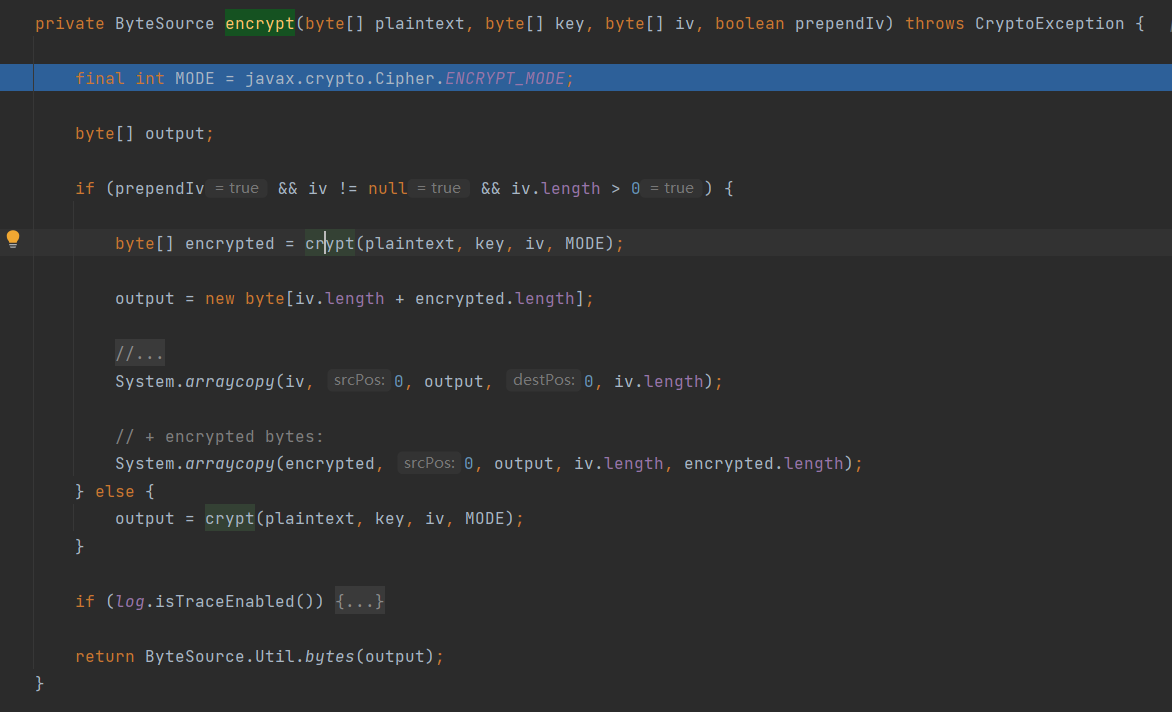 private ByteSource encrypt(byte[] plaintext, byte[] key, byte[] iv, boolean prependIv) throws CryptoException {
final int MODE = javax.crypto.Cipher.ENCRYPT_MODE;
byte[] output;
if (prependIv = true && iv != null = true && iv.length > 0 = true ) {
byte[] encrypted = crypt(plaintext, key, iv, MODE);
output = new byte[iv.length + encrypted.length];
//...
System.arraycopy(iv, srcPos: 0, output, destPos: 0, iv.length);
// + encrypted bytes:
System.arraycopy(encrypted, srcPos: 0, output, iv.length, encrypted.length);
} else {
output = crypt(plaintext, key, iv, MODE);
}
if (log.isTraceEnabled()) {...}
return ByteSource.Util.bytes(output);
}